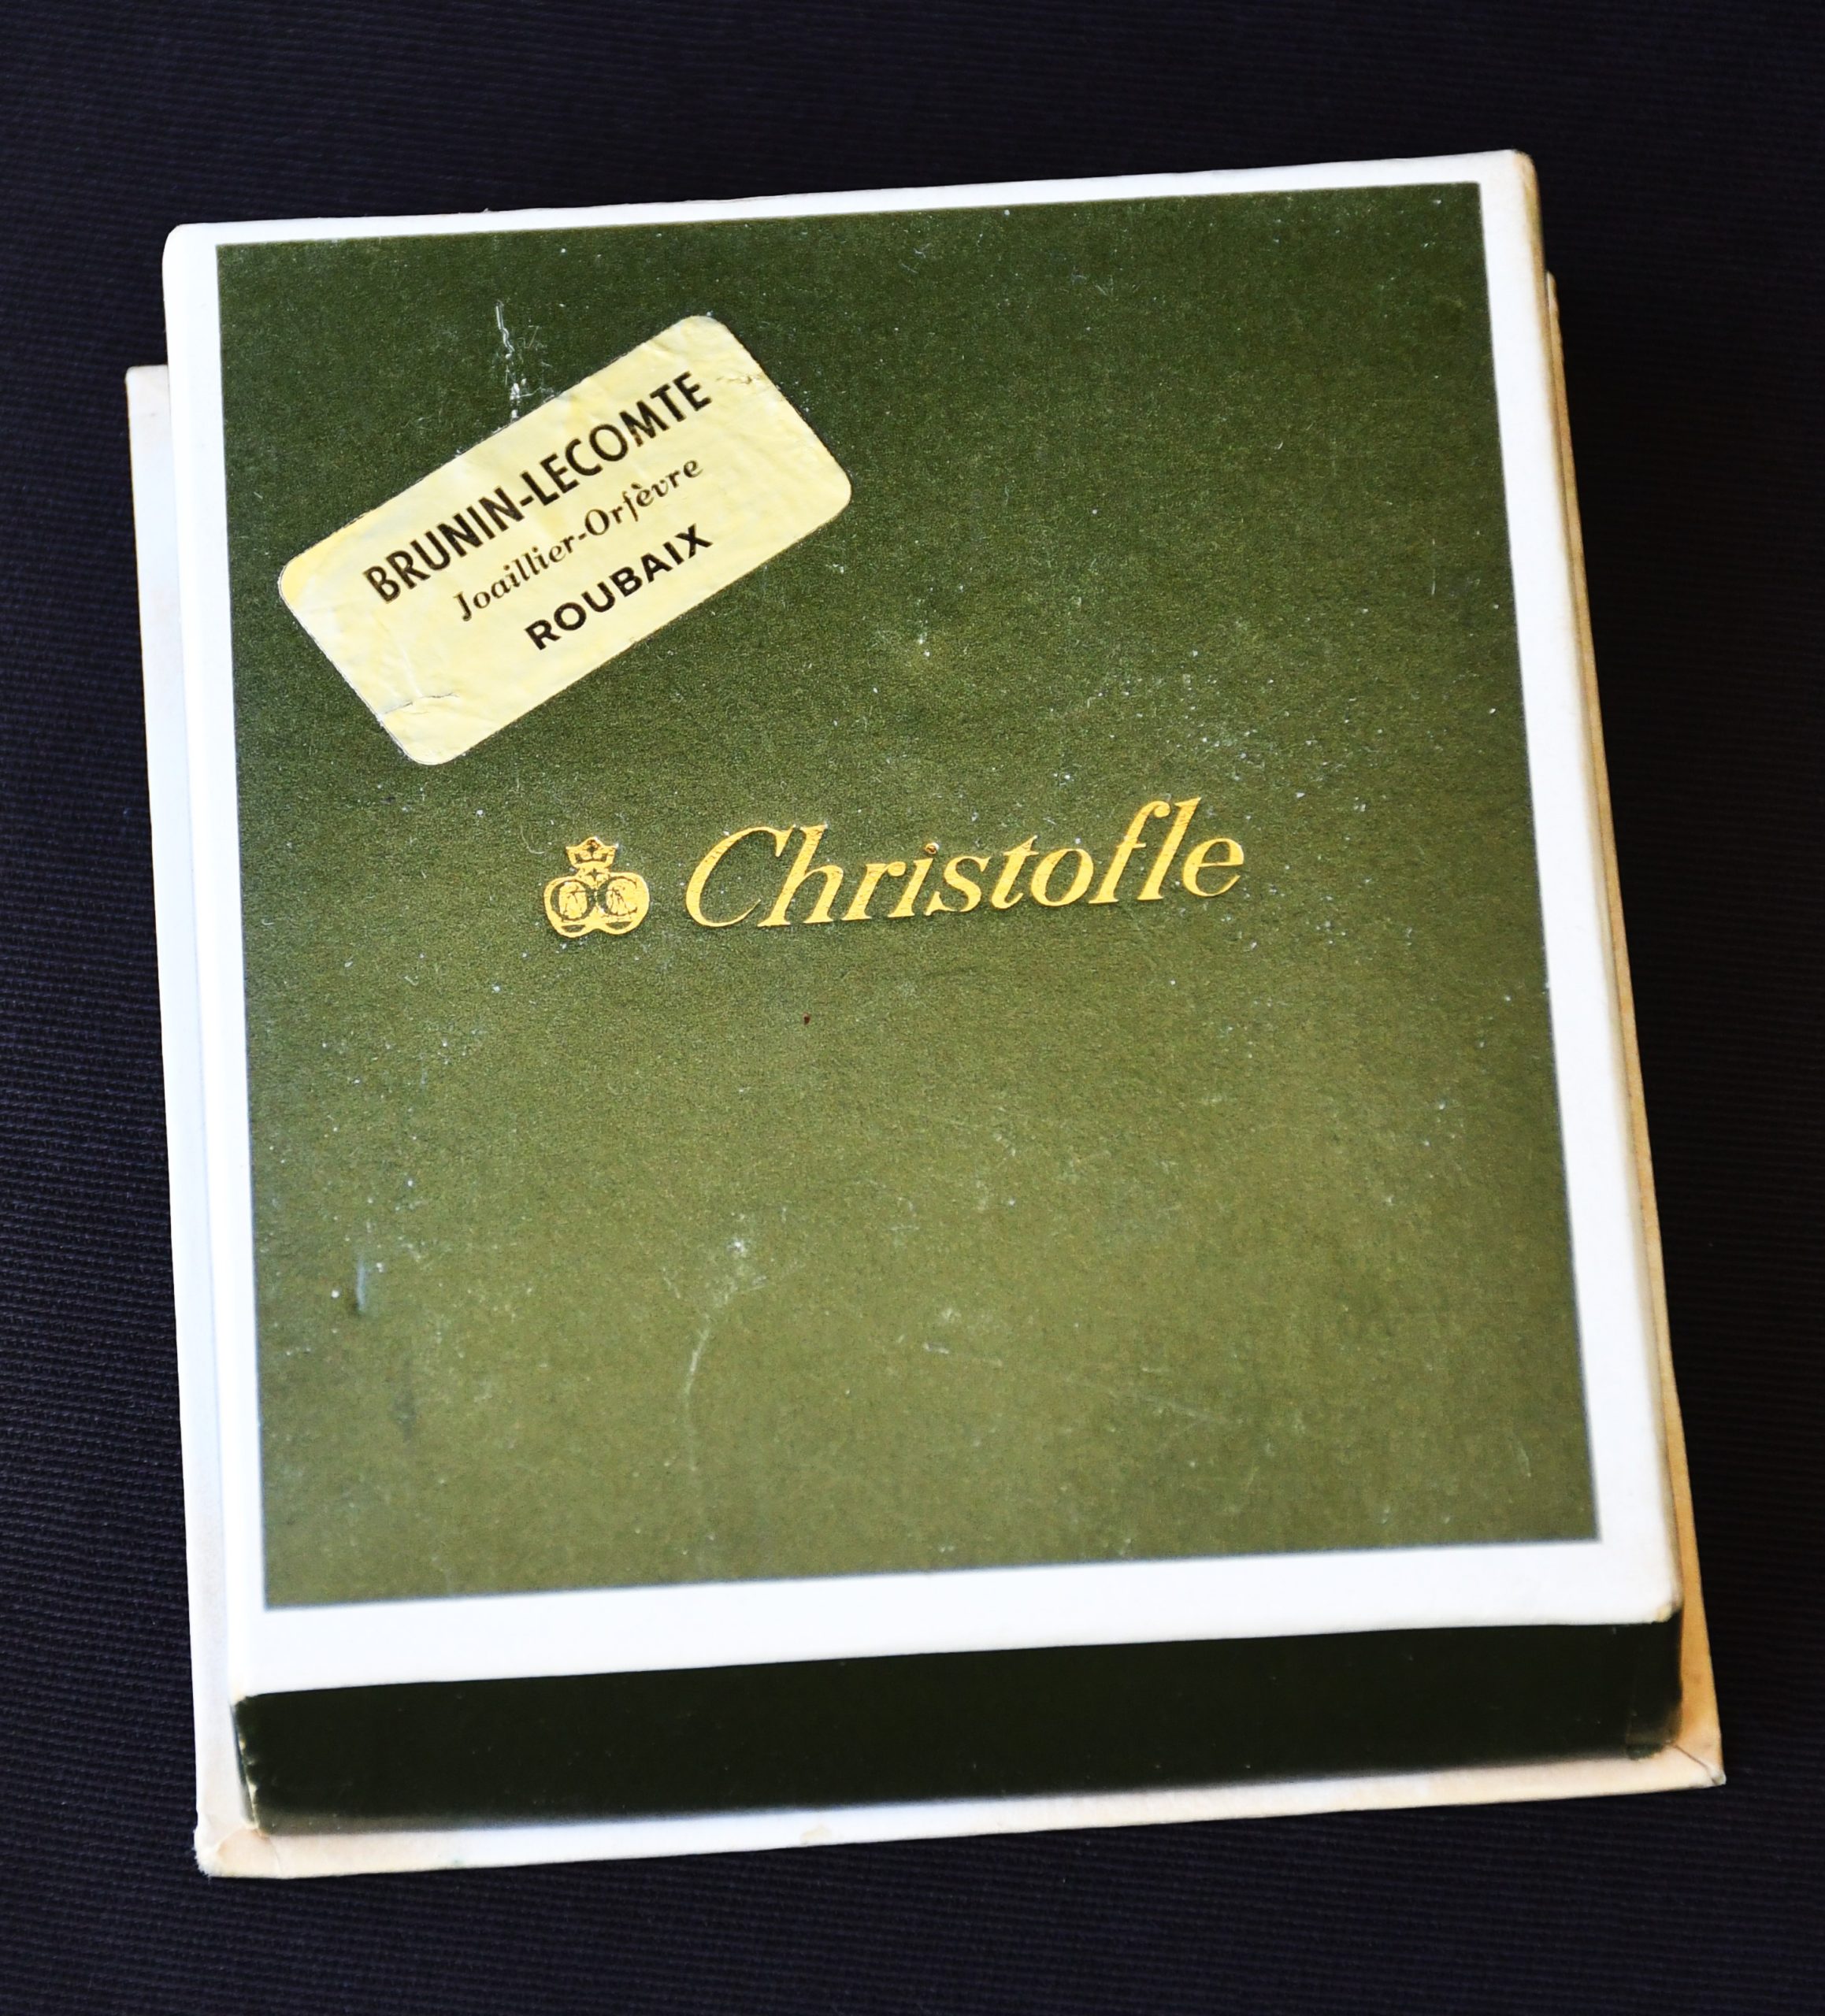 BRUNIN-LECOMTE
Joaillier-Orfèvre
ROUBAIX
Christofle